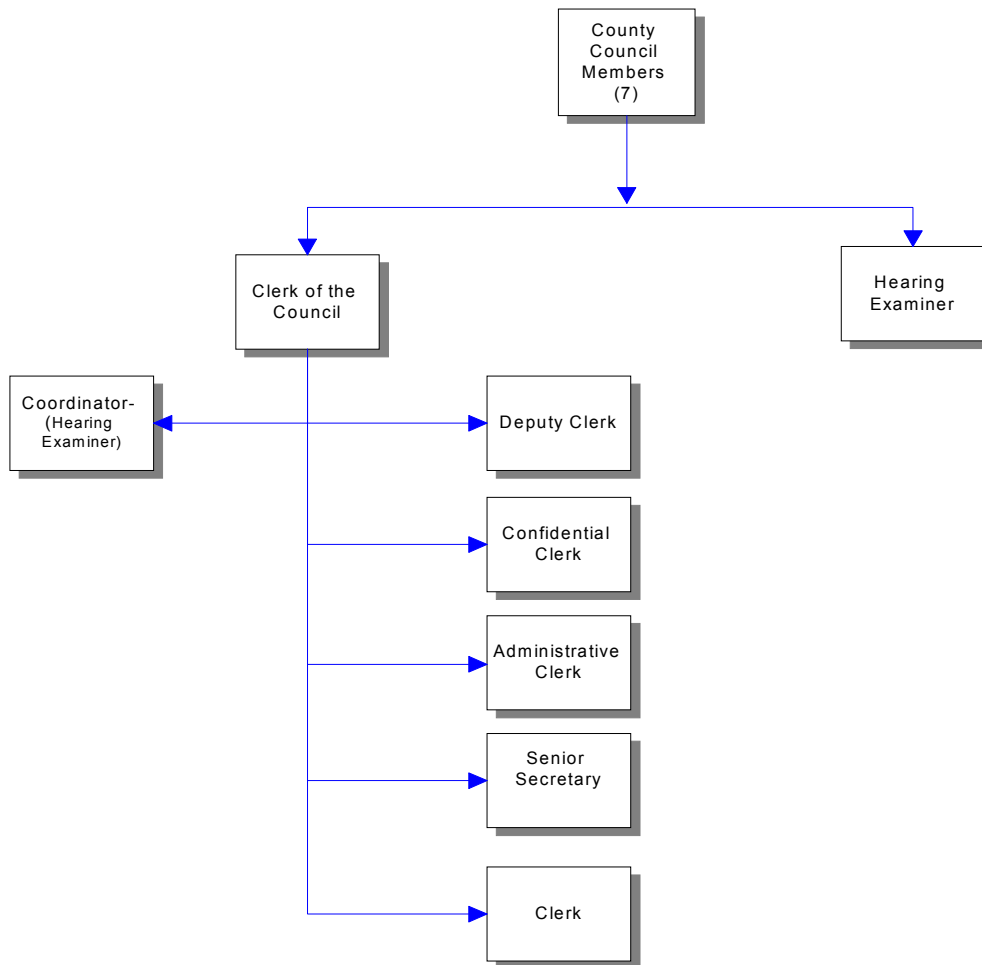 County
Council
Members
(7)
Clerk of the
Council
Hearing
Examiner
Coordinator-
(Hearing
Examiner)
Deputy Clerk
Confidential
Clerk
Administrative
Clerk
Senior
Secretary
Clerk